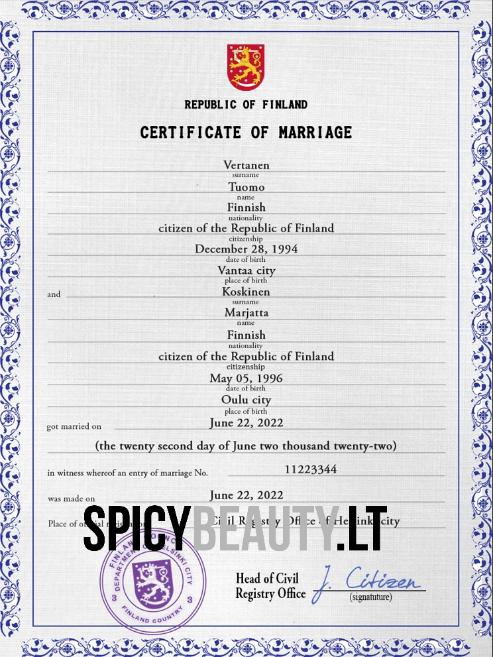 REPUBLIC OF FINLAND
CERTIFICATE OF MARRIAGE
Vertanen
surname
Tuomo
name
Finnish
nationality
citizen of the Republic of Finland
citizenship
December 28, 1994
date of birth
Vantaa city
place of birth
and Koskinen
surname
Marjatta
name
Finnish
nationality
citizen of the Republic of Finland
citizenship
May 05, 1996
date of birth
Oulu city
place of birth
got married on June 22, 2022
(the twenty second day of June two thousand twenty-two)
in witness whereof an entry of marriage No. 11223344
was made on June 22, 2022
Place of official registration Civil Registry Office of Helsinki city
SPICYBEAUTY.LT
HELSINKI CITY
DEPARTMENT
FINLAND COUNTRY
Head of Civil
Registry Office
J. Citizen
(signatuture)